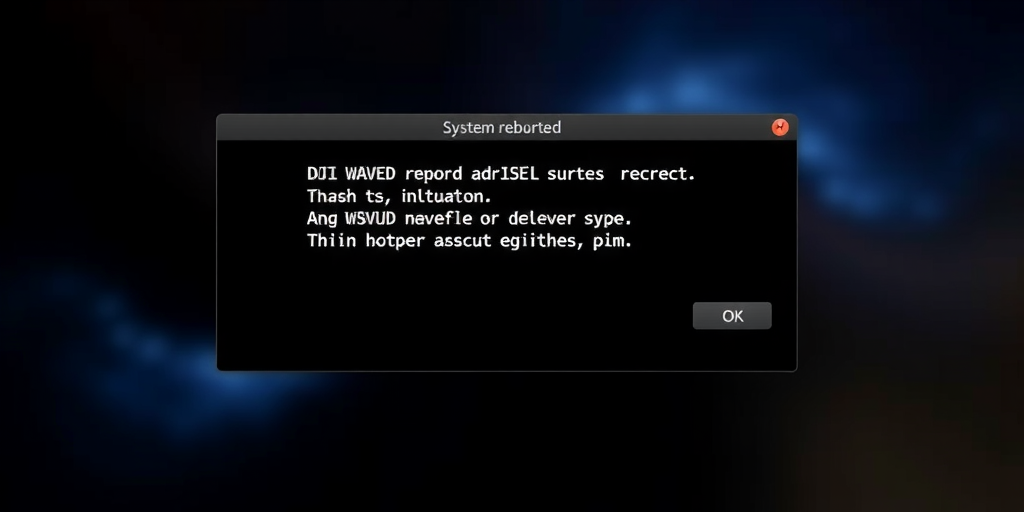 System reborted
DJI WAVED repord adrISEL surtes recrect.
Thash ts, inltuaton.
Ang WSVUD navefle or delever sype.
Thiin hotper asscut egiithes, pim.
OK